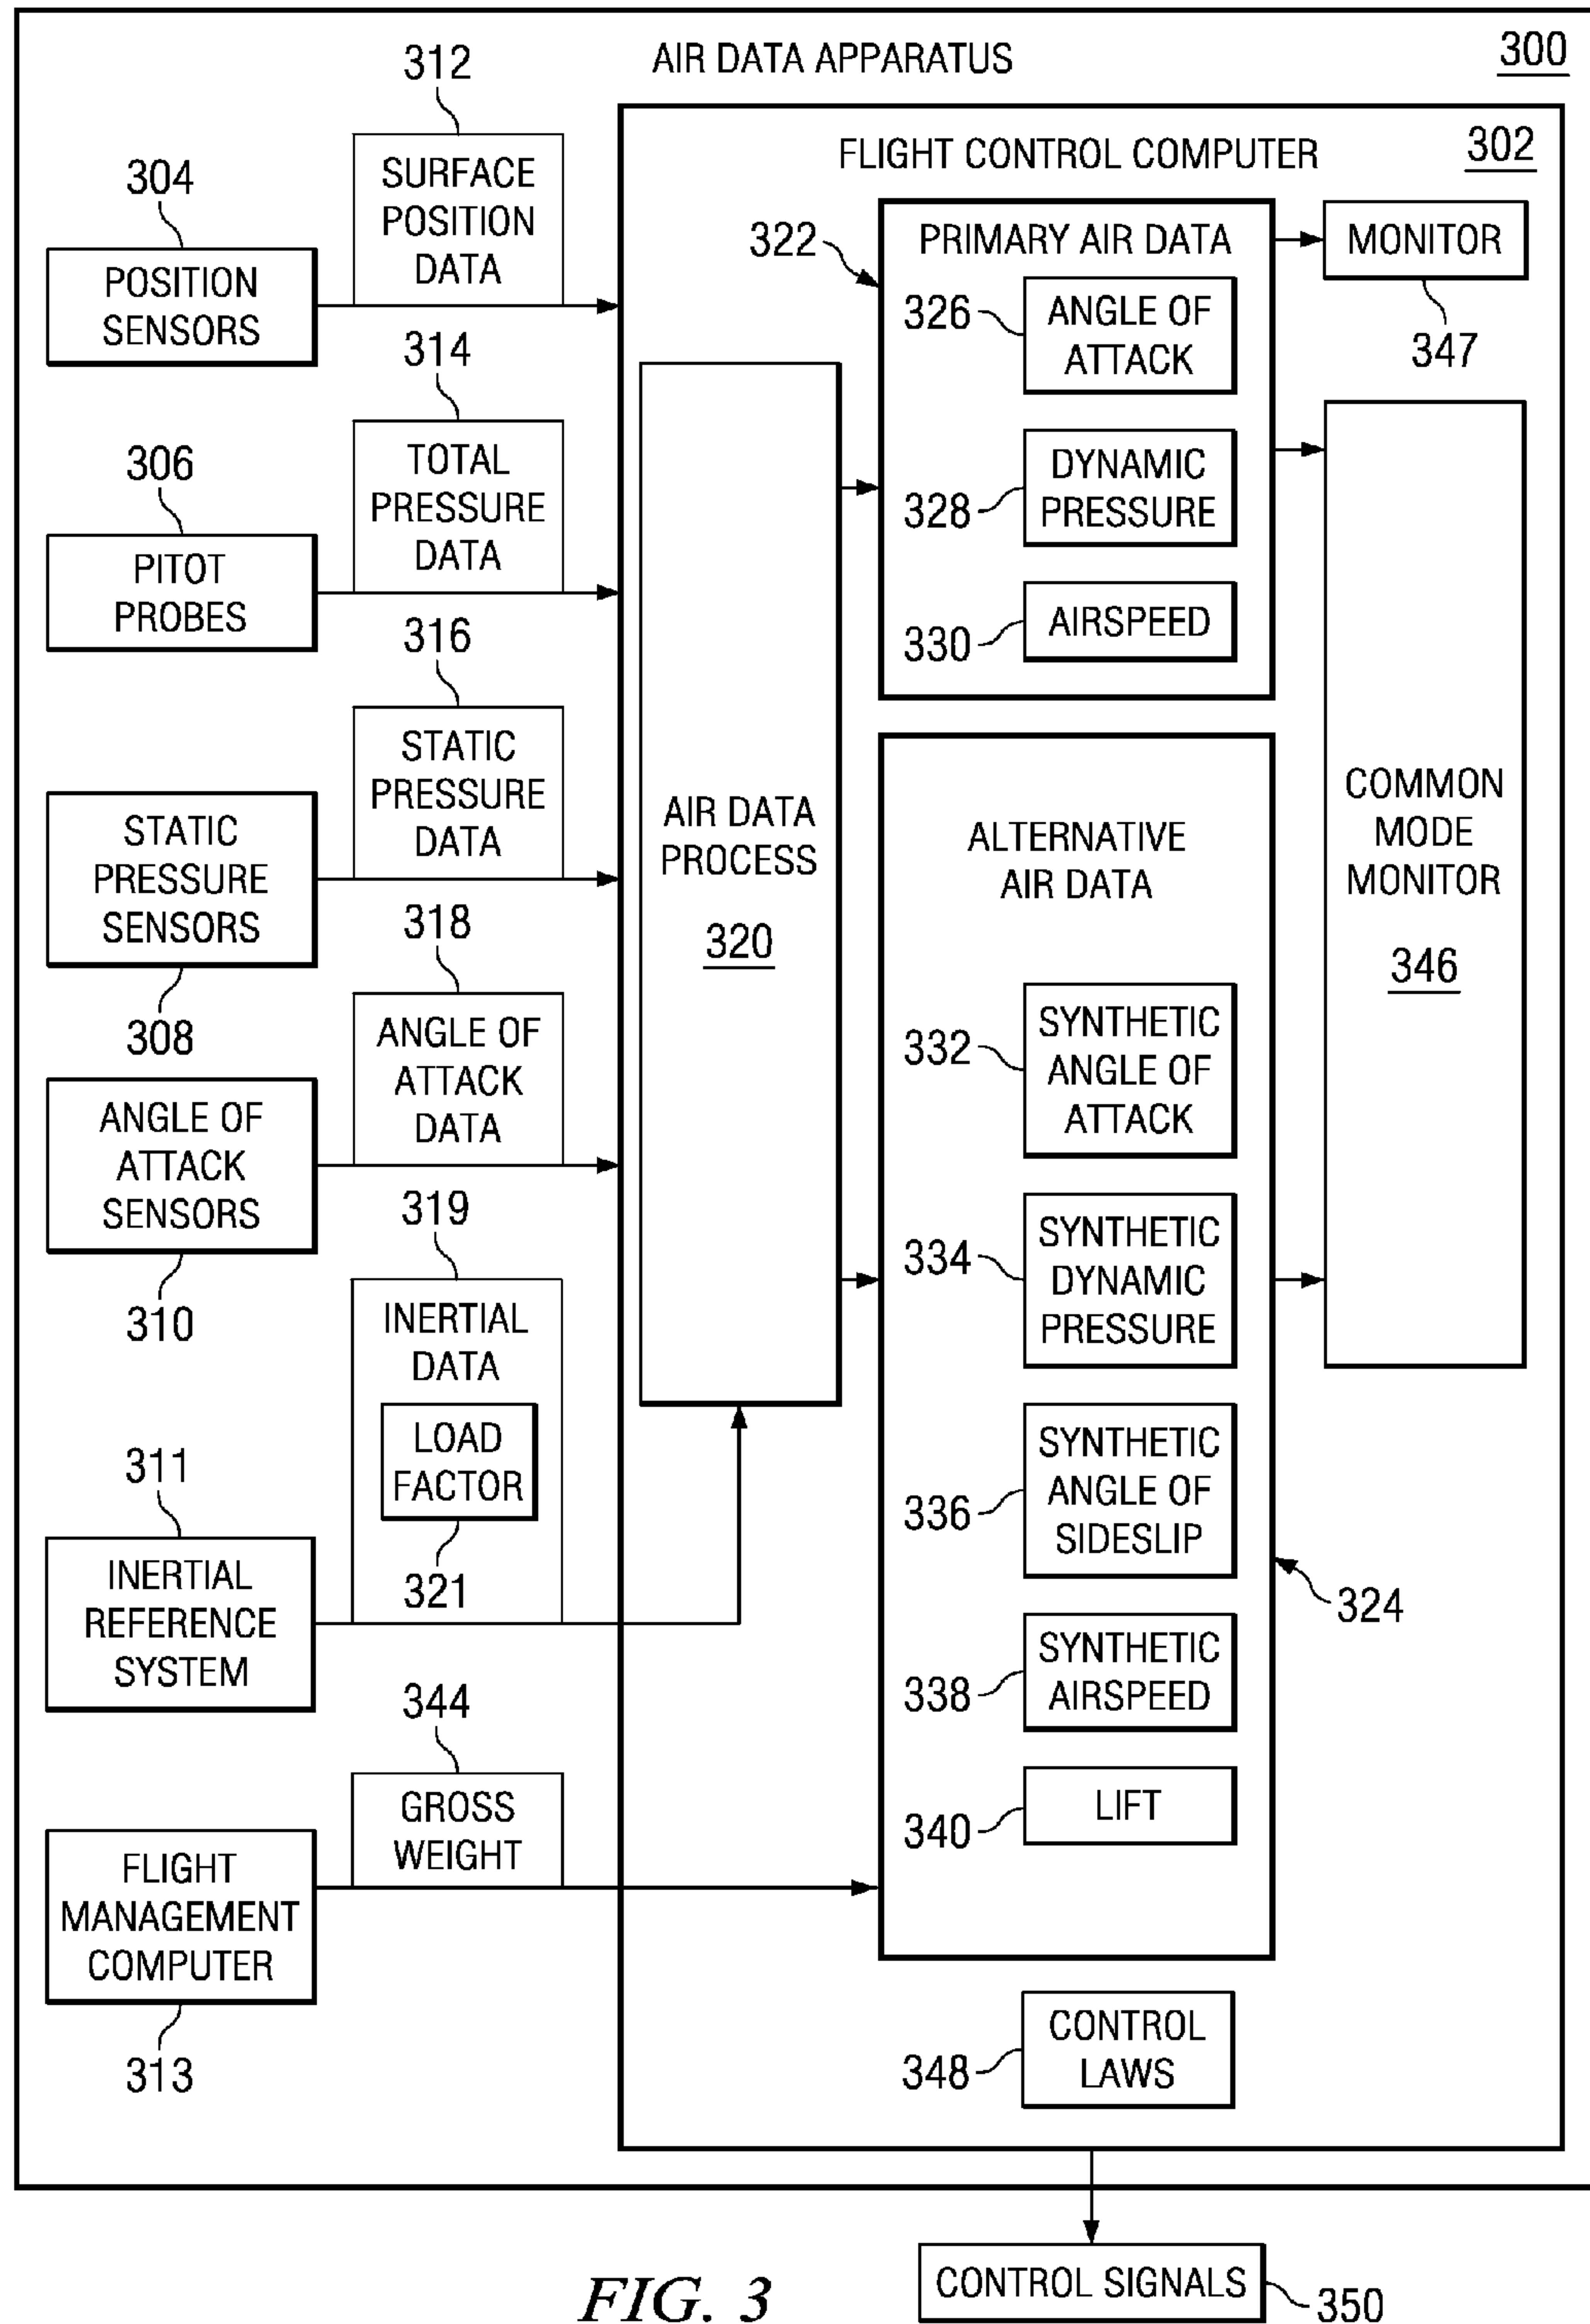 AIR DATA APPARATUS
300
312
SURFACE
POSITION
DATA
304
POSITION
SENSORS
314
TOTAL
PRESSURE
DATA
306
PITOT
PROBES
316
STATIC
PRESSURE
DATA
STATIC
PRESSURE
SENSORS
308
318
ANGLE OF
ATTACK
DATA
ANGLE OF
ATTACK
SENSORS
310
319
INERTIAL
DATA
LOAD
FACTOR
321
311
INERTIAL
REFERENCE
SYSTEM
344
GROSS
WEIGHT
FLIGHT
MANAGEMENT
COMPUTER
313
FLIGHT CONTROL COMPUTER
302
AIR DATA
PROCESS
320
322
PRIMARY AIR DATA
326
ANGLE OF
ATTACK
328
DYNAMIC
PRESSURE
330
AIRSPEED
MONITOR
347
ALTERNATIVE
AIR DATA
332
SYNTHETIC
ANGLE OF
ATTACK
334
SYNTHETIC
DYNAMIC
PRESSURE
336
SYNTHETIC
ANGLE OF
SIDESLIP
338
SYNTHETIC
AIRSPEED
340
LIFT
324
COMMON
MODE
MONITOR
346
348
CONTROL
LAWS
CONTROL SIGNALS
350
FIG. 3